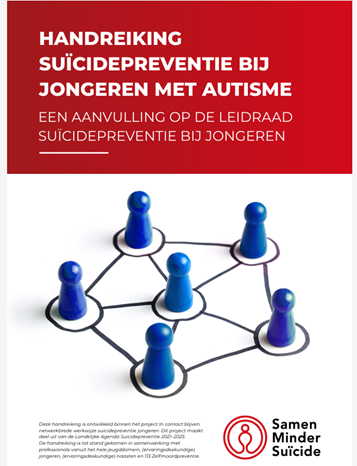 HANDREIKING
SUÏCIDEPREVENTIE BIJ
JONGEREN MET AUTISME
EEN AANVULLING OP DE LEIDRAAD
SUÏCIDEPREVENTIE BIJ JONGEREN
Deze handreiking is ontwikkeld binnen het project In contact blijven:
netwerkbrede werkwijze suïcidepreventie jongeren. Dit project maakt
deel uit van de Landelijke Agenda Suïcidepreventie 2021-2025.
De handreiking is tot stand gekomen in samenwerking met
professionals vanuit het hele jeugddomein, (ervaringsdeskundige)
jongeren, (ervaringsdeskundige) naasten en 113 Zelfmoordpreventie.
Samen
Minder
Suïcide